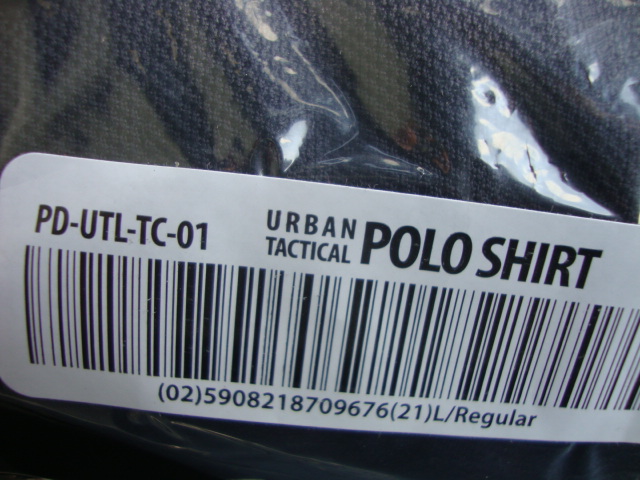 PD-UTL-TC-01
URBAN
TACTICAL POLO SHIRT
(02)5908218709676(21)L/Regular